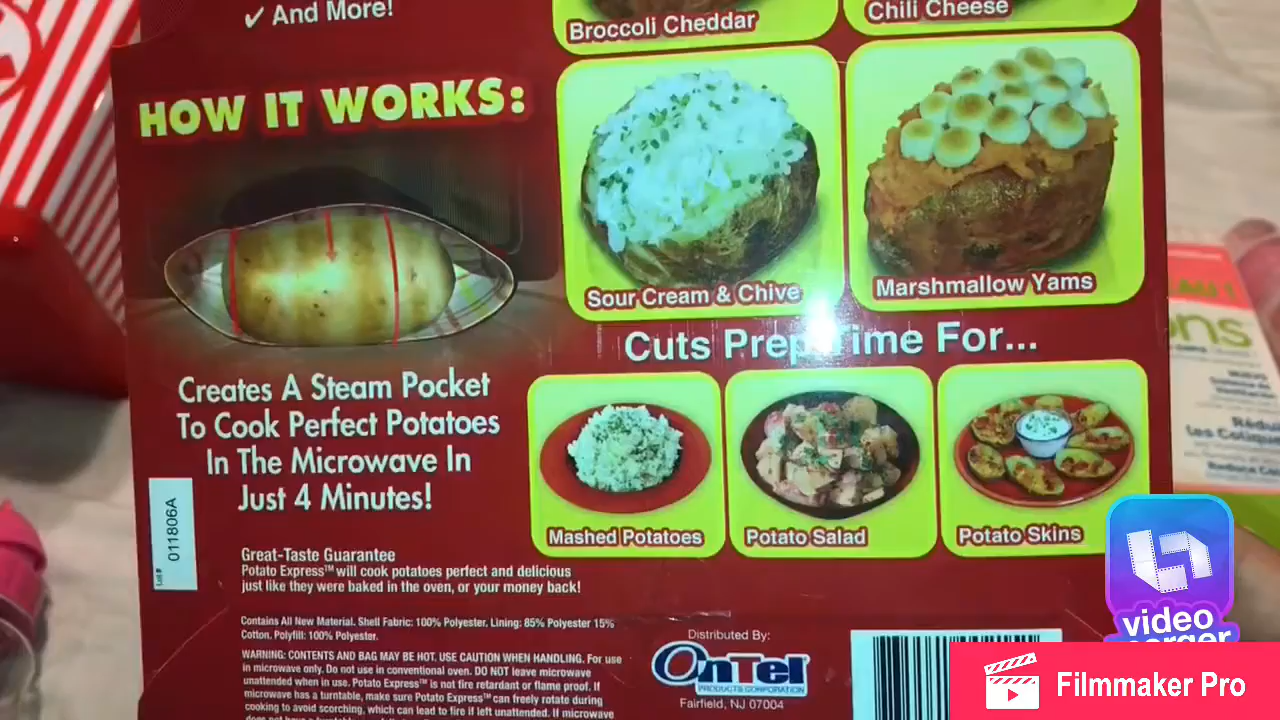 ✓ And More!
Broccoli Cheddar
Chili Cheese
HOW IT WORKS:
Sour Cream & Chive
Marshmallow Yams
Cuts Prep Time For...
Creates A Steam Pocket
To Cook Perfect Potatoes
In The Microwave In
Just 4 Minutes!
Mashed Potatoes
Potato Salad
Potato Skins
Lot#
011806A
Great-Taste Guarantee
Potato Express™ will cook potatoes perfect and delicious
just like they were baked in the oven, or your money back!
Contains All New Material. Shell Fabric: 100% Polyester. Lining: 85% Polyester 15%
Cotton. Polyfill: 100% Polyester.
WARNING: CONTENTS AND BAG MAY BE HOT. USE CAUTION WHEN HANDLING. For use
in microwave only. Do not use in conventional oven. DO NOT leave microwave
unattended when in use. Potato Express™ is not fire retardant or flame proof. If
microwave has a turntable, make sure Potato Express™ can freely rotate during
cooking to avoid scorching, which can lead to fire if left unattended. If microwave
Distributed By:
OnTel
PRODUCTS CORPORATION
Fairfield, NJ 07004
video
Filmmaker Pro